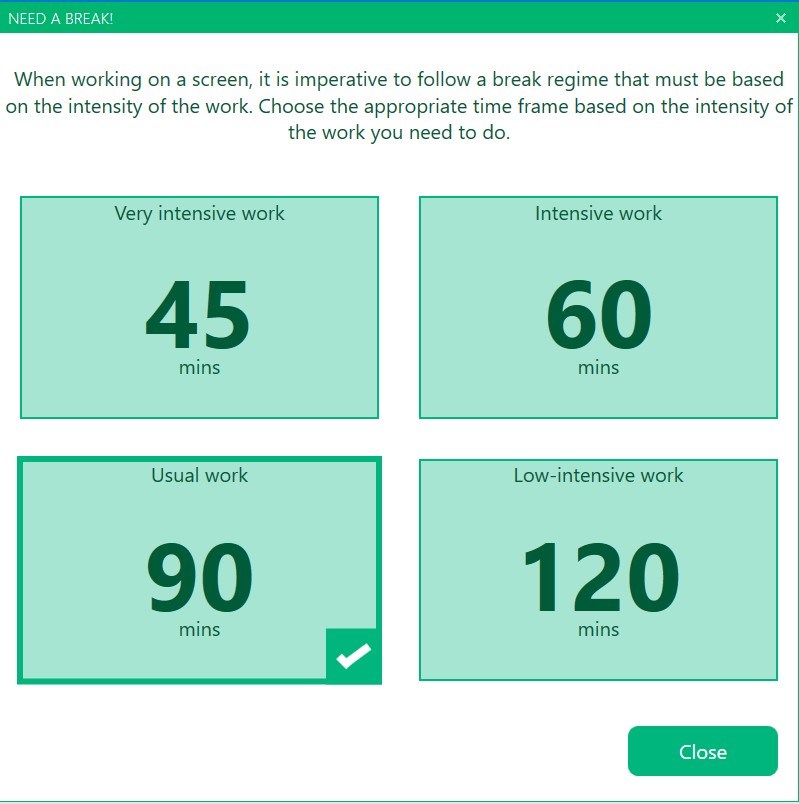 NEED A BREAK!
When working on a screen, it is imperative to follow a break regime that must be based
on the intensity of the work. Choose the appropriate time frame based on the intensity of
the work you need to do.
Very intensive work
45
mins
Intensive work
60
mins
Usual work
90
mins
Low-intensive work
120
mins
Close